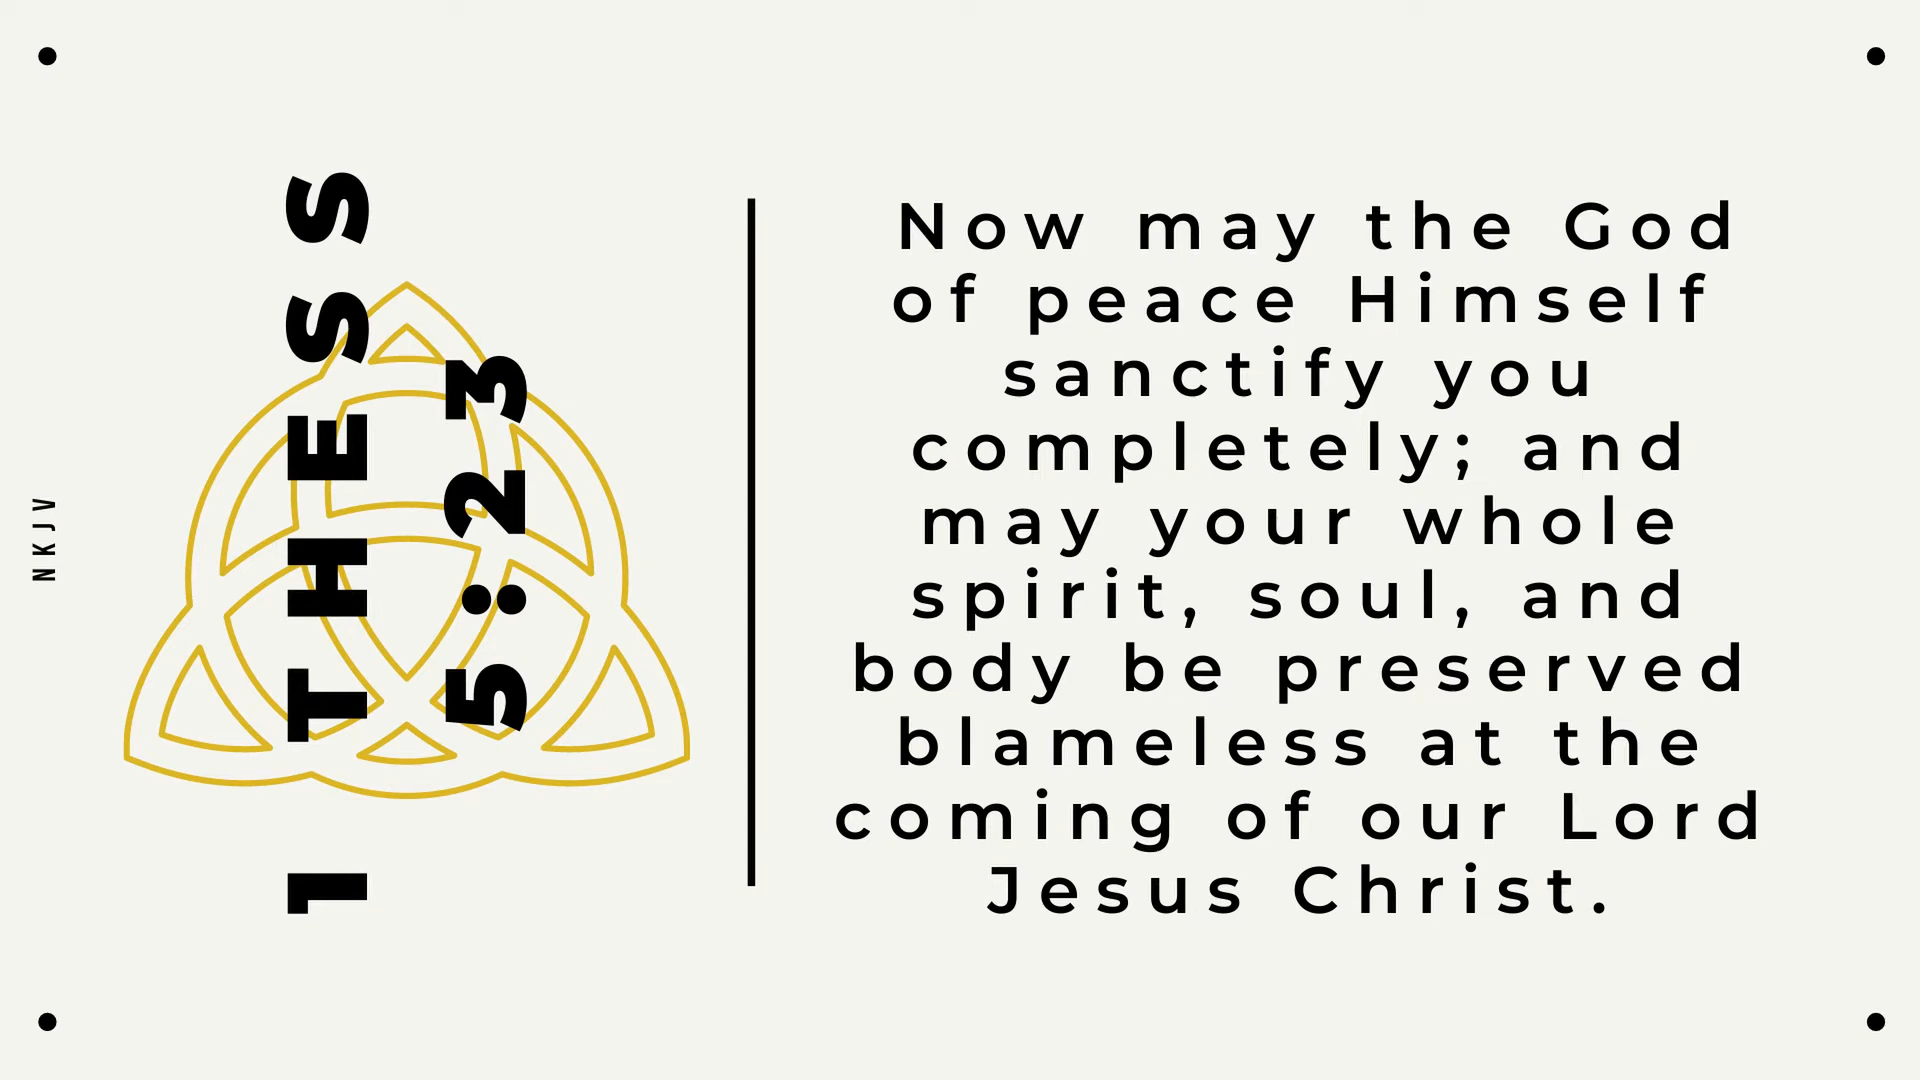 NKJV
1 THESS
5:23
Now may the God
of peace Himself
sanctify you
completely; and
may your whole
spirit, soul, and
body be preserved
blameless at the
coming of our Lord
Jesus Christ.